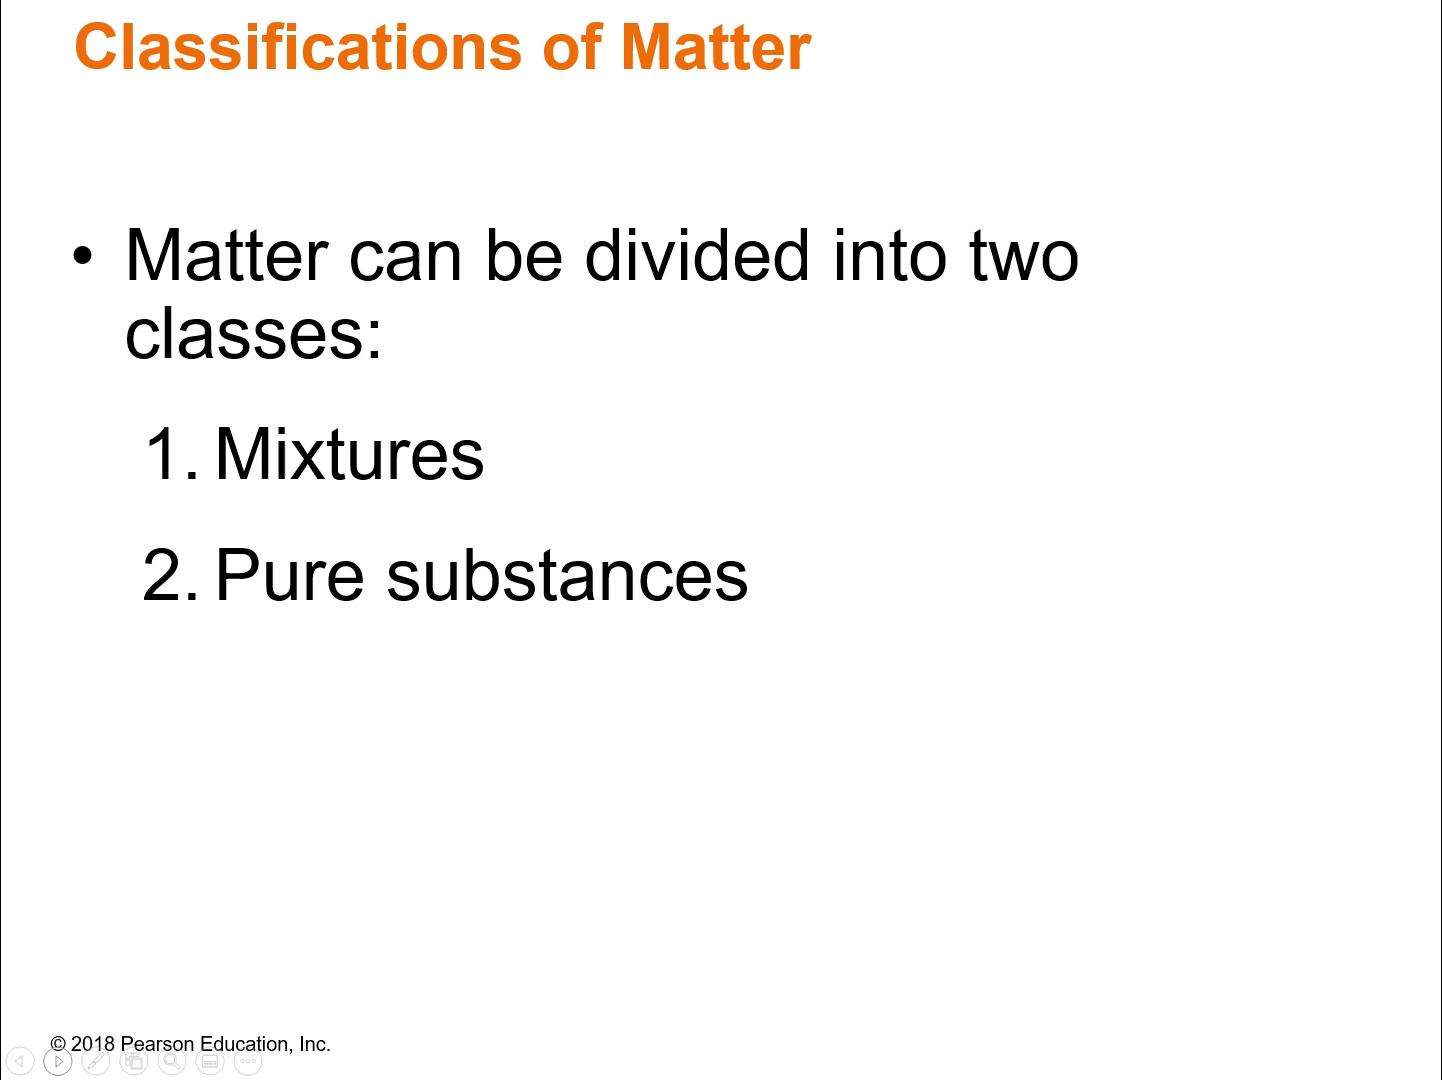 Classifications of Matter
• Matter can be divided into two
classes:
1. Mixtures
2. Pure substances
© 2018 Pearson Education, Inc.